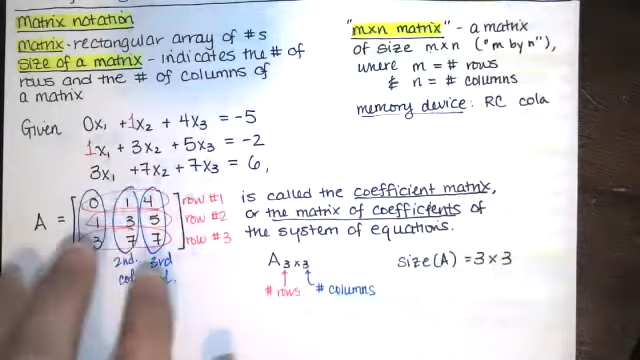 Matrix notation
Matrix - rectangular array of #s
size of a matrix - indicates the # of
rows and the # of columns of
a matrix
"m×n matrix" - a matrix
of size m×n ("m by n"),
where m = # rows
& n = # columns
memory device: RC cola
Given 0x₁ + 1x₂ + 4x₃ = -5
1x₁ + 3x₂ + 5x₃ = -2
3x₁ + 7x₂ + 7x₃ = 6,
A = [ 0 1 4 ] row #1
1 3 5 row #2
3 7 7 row #3
2nd. 3rd
is called the coefficient matrix,
or the matrix of coefficients of
the system of equations.
A 3×3
# rows # columns
size(A) = 3×3